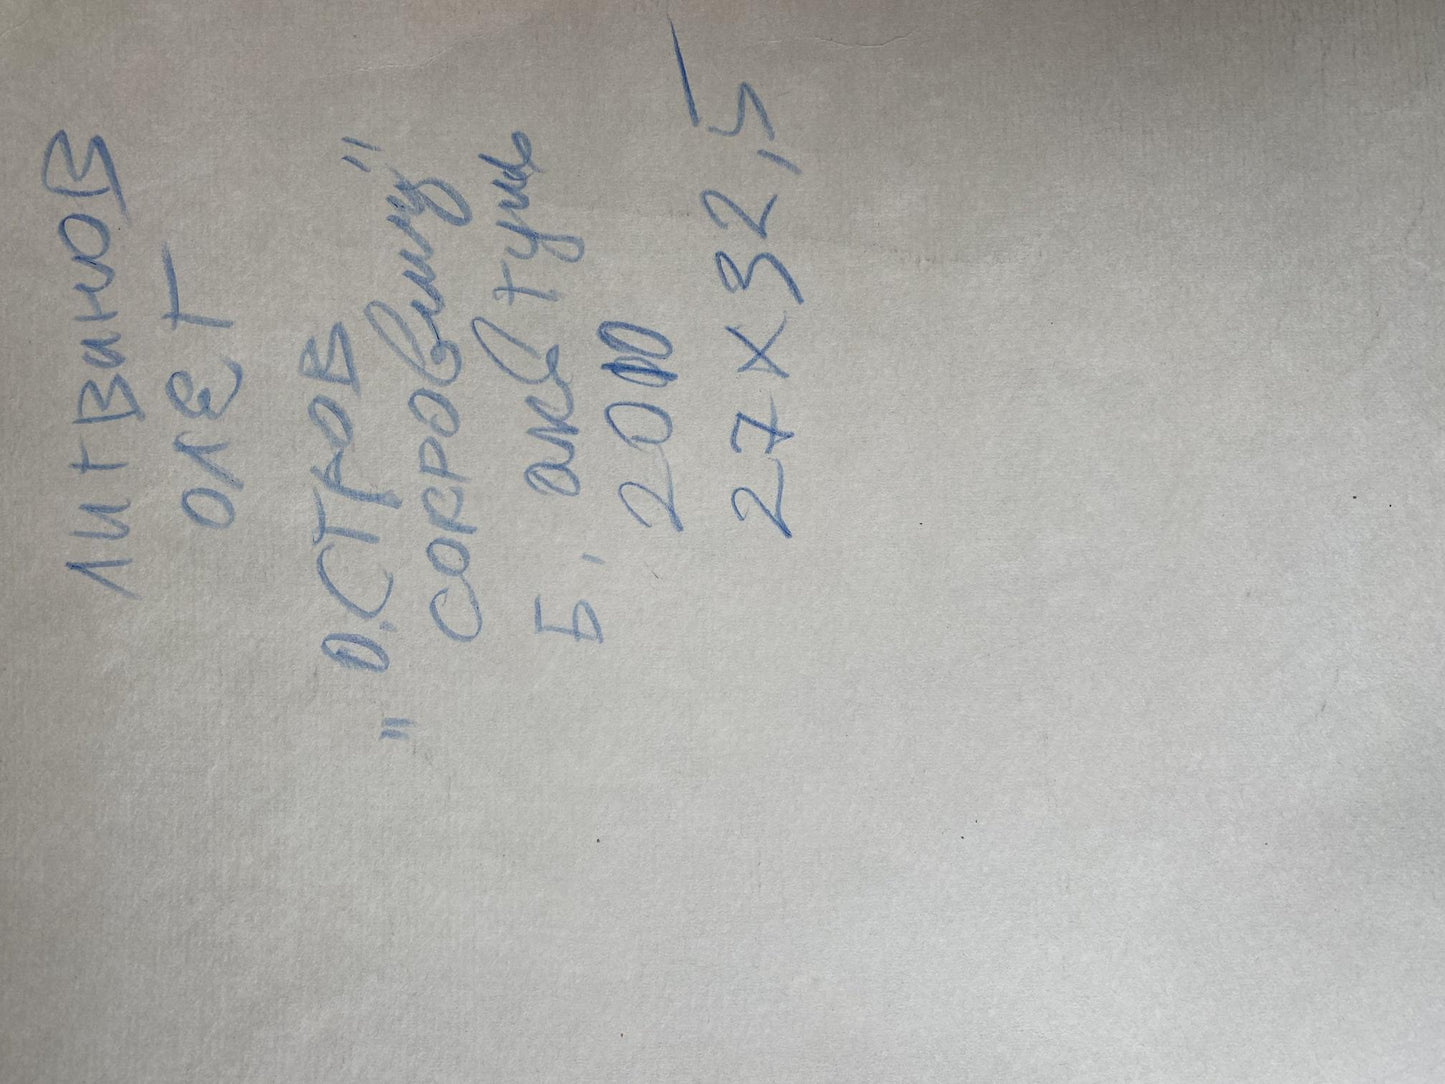 ЛИТВИНОВ
ОЛЕГ
"ОСТРОВ
СОКРОВИЩ"
Б. АКВ ТУШЬ
2000
27 X 32,5